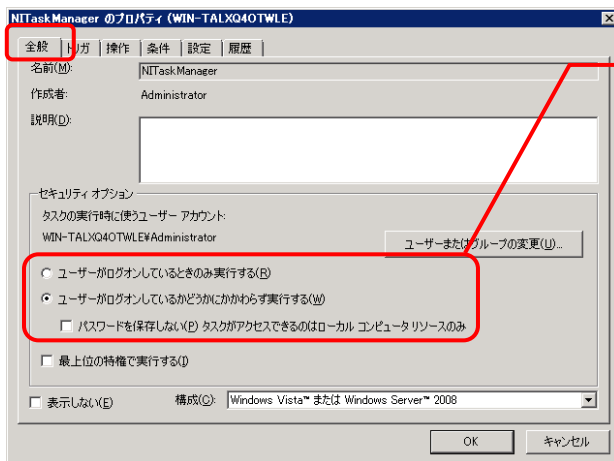 NITaskManager のプロパティ (WIN-TALXQ4OTWLE)
全般 トリガ 操作 条件 設定 履歴
名前(M): NITaskManager
作成者: Administrator
説明(D):
セキュリティ オプション
タスクの実行時に使うユーザー アカウント:
WIN-TALXQ4OTWLE¥Administrator
ユーザーまたはグループの変更(U)...
ユーザーがログオンしているときのみ実行する(R)
ユーザーがログオンしているかどうかにかかわらず実行する(W)
パスワードを保存しない(P) タスクがアクセスできるのはローカル コンピュータ リソースのみ
最上位の特権で実行する(I)
表示しない(E) 構成(C): Windows Vista™ または Windows Server™ 2008
OK キャンセル